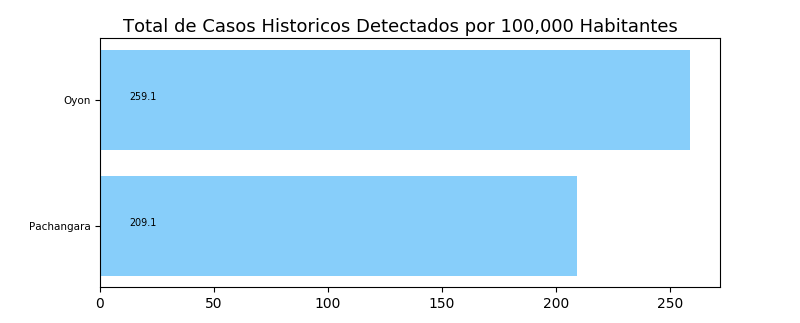 Total de Casos Historicos Detectados por 100,000 Habitantes
Oyon
259.1
Pachangara
209.1
0 50 100 150 200 250